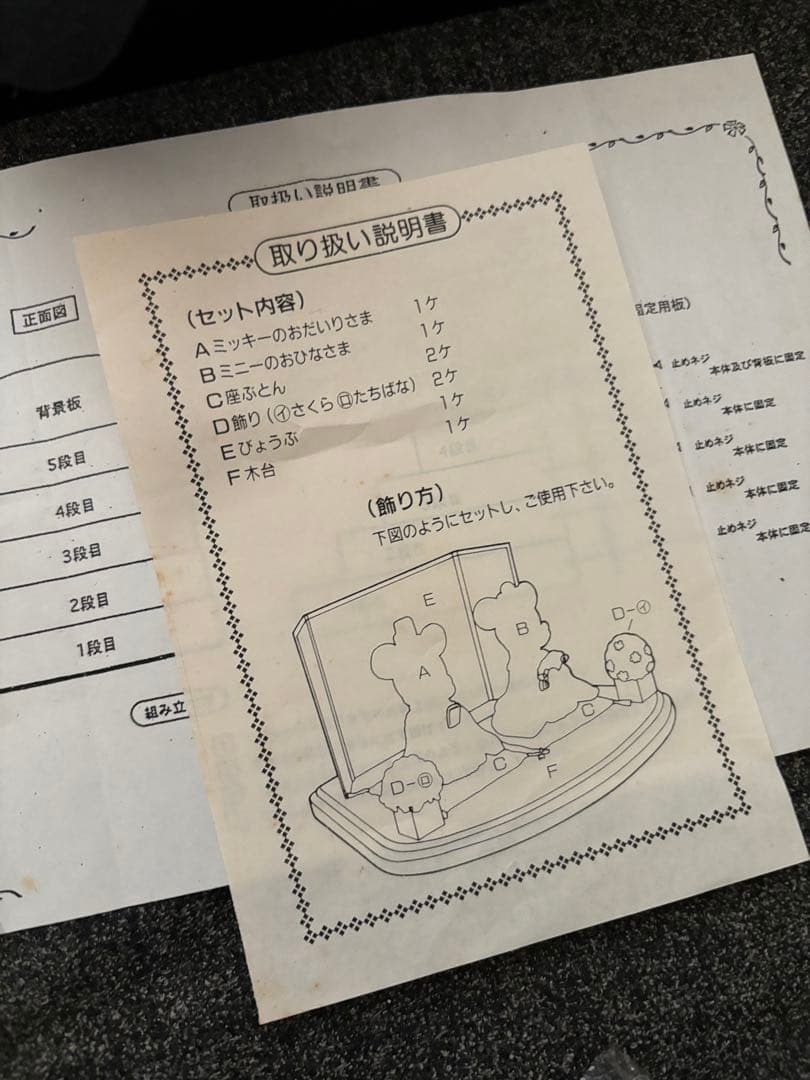 取扱い説明書
取り扱い説明書
(セット内容)
Aミッキーのおだいりさま 1ケ
Bミニーのおひなさま 1ケ
C座ぶとん 2ケ
D飾り(㋑さくら ㋺たちばな) 2ケ
Eびょうぶ 1ケ
F木台 1ケ
(飾り方)
下図のようにセットし、ご使用下さい。
E
B
A
D-㋑
C
C
D-㋺
F
正面図
背景板
5段目
4段目
3段目
2段目
1段目
組み立
固定用板)
止めネジ 本体及び背板に固定
止めネジ 本体に固定
止めネジ 本体に固定
止めネジ 本体に固定
止めネジ 本体に固定